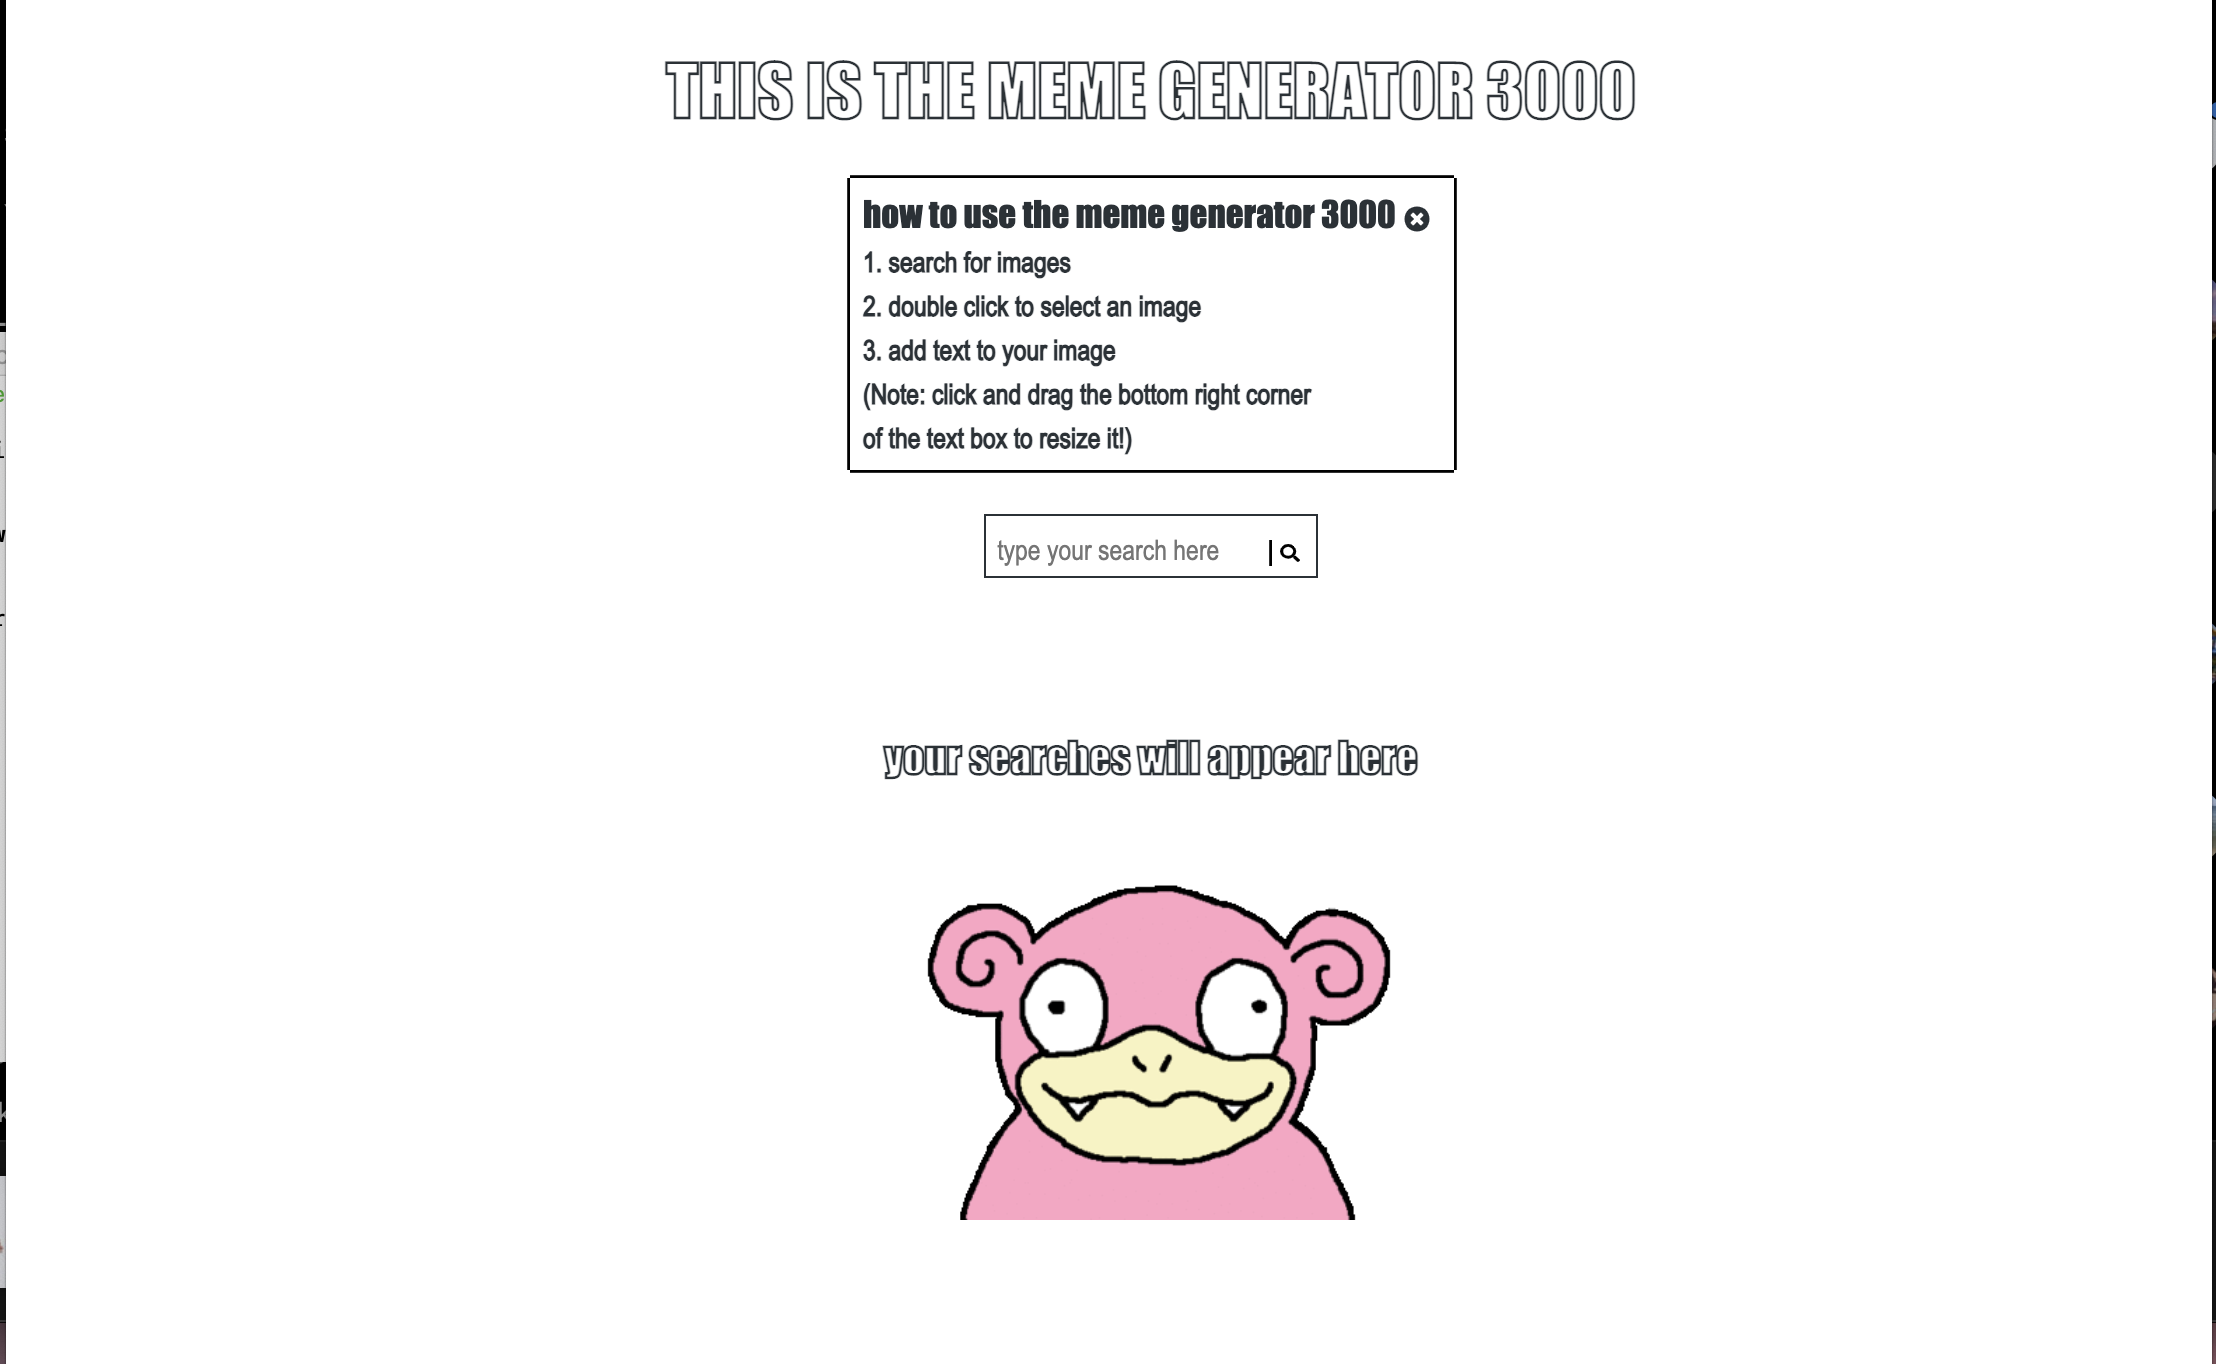 THIS IS THE MEME GENERATOR 3000
how to use the meme generator 3000
1. search for images
2. double click to select an image
3. add text to your image
(Note: click and drag the bottom right corner
of the text box to resize it!)
type your search here
your searches will appear here